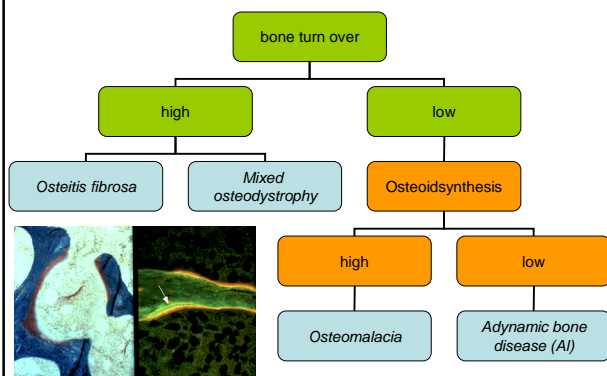 bone turn over
high
low
Osteitis fibrosa
Mixed
osteodystrophy
Osteoidsynthesis
high
low
Osteomalacia
Adynamic bone
disease (AI)